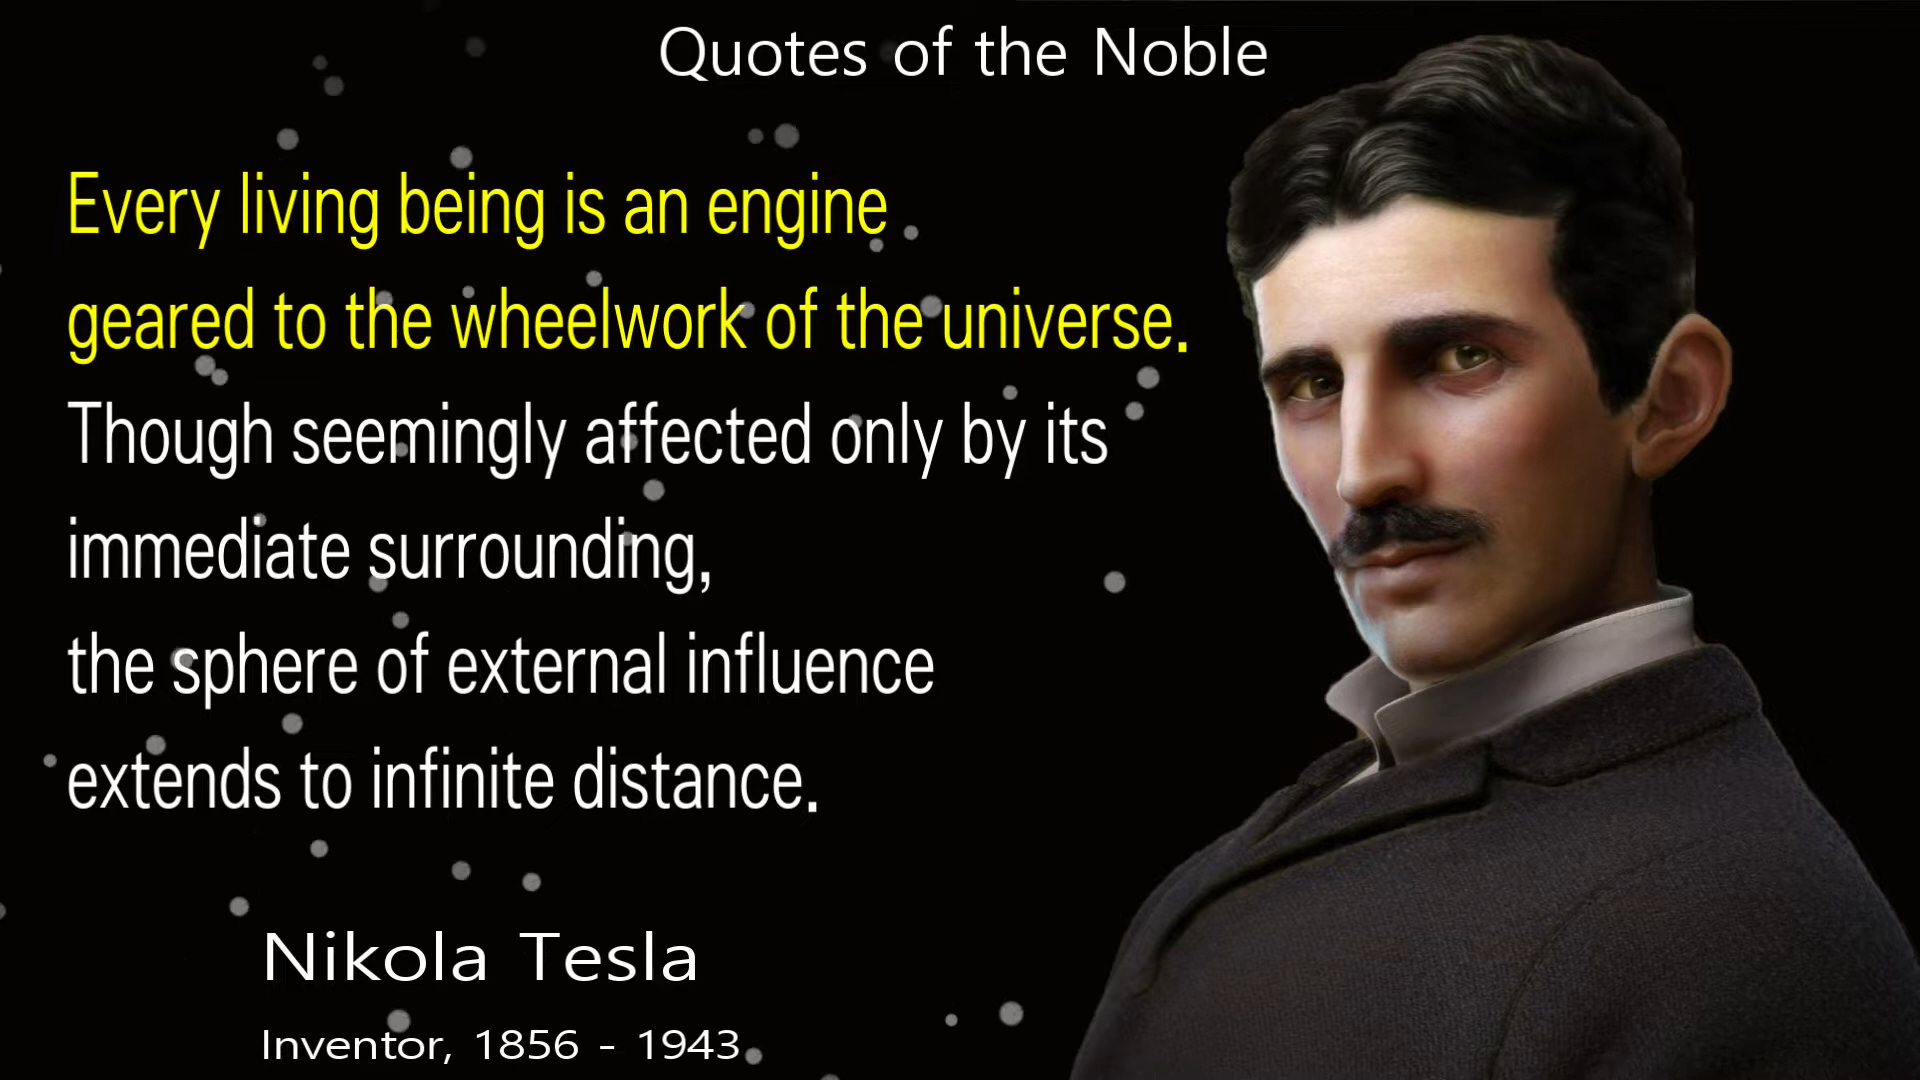 Quotes of the Noble
Every living being is an engine
geared to the wheelwork of the universe.
Though seemingly affected only by its
immediate surrounding,
the sphere of external influence
extends to infinite distance.
Nikola Tesla
Inventor, 1856 - 1943